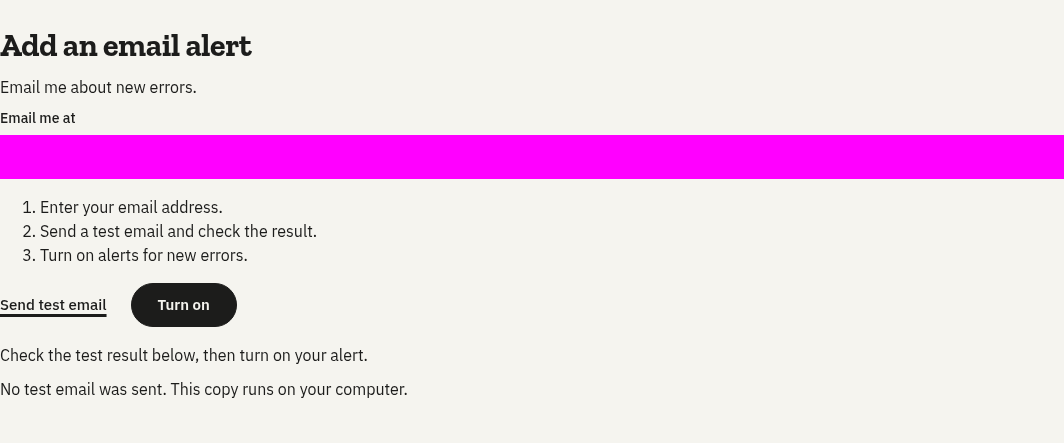 Add an email alert
Email me about new errors.
Email me at
1. Enter your email address.
2. Send a test email and check the result.
3. Turn on alerts for new errors.
Send test email
Turn on
Check the test result below, then turn on your alert.
No test email was sent. This copy runs on your computer.